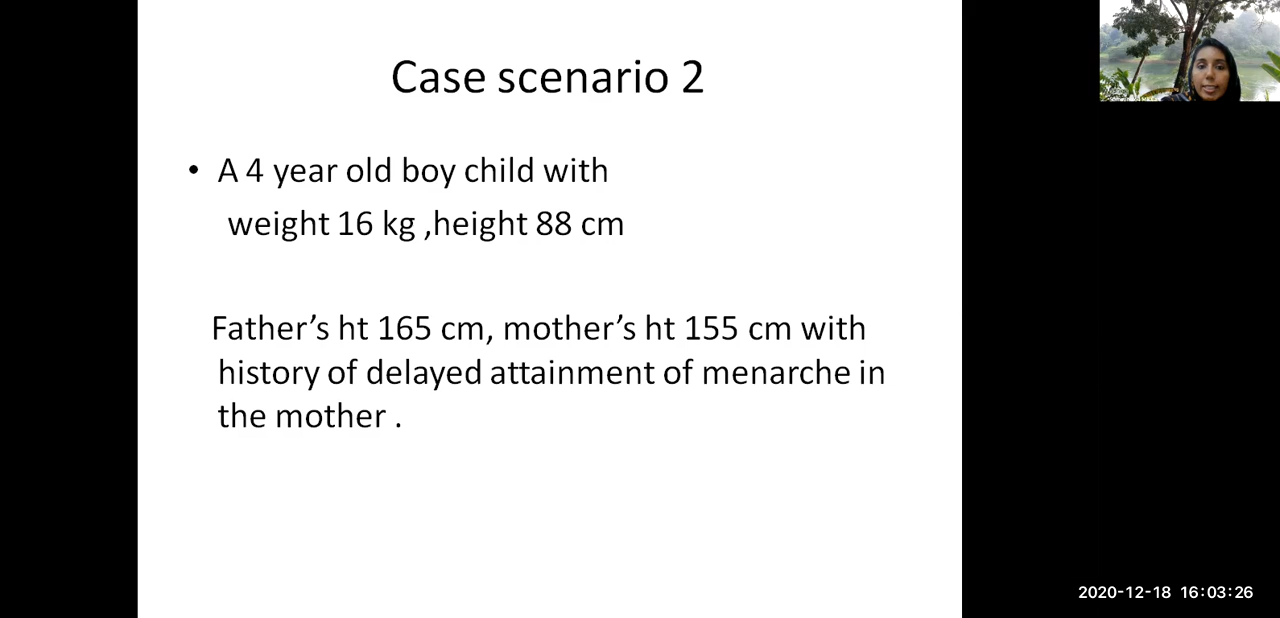 Case scenario 2
• A 4 year old boy child with
weight 16 kg ,height 88 cm
Father’s ht 165 cm, mother’s ht 155 cm with
history of delayed attainment of menarche in
the mother .
2020-12-18 16:03:26